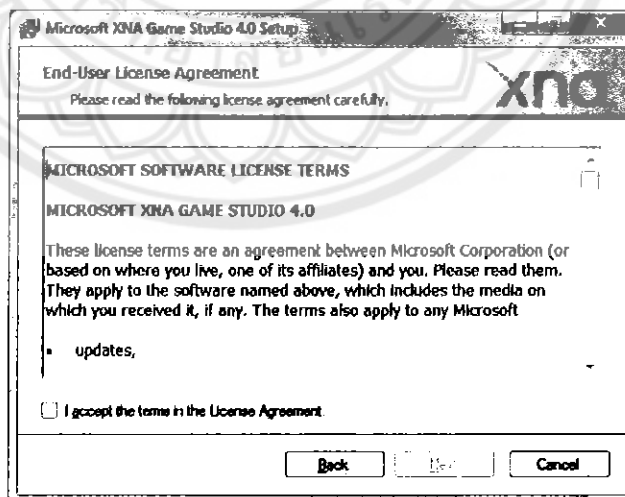 Microsoft XNA Game Studio 4.0 Setup
End-User License Agreement
Please read the following license agreement carefully.
xna
MICROSOFT SOFTWARE LICENSE TERMS
MICROSOFT XNA GAME STUDIO 4.0
These license terms are an agreement between Microsoft Corporation (or
based on where you live, one of its affiliates) and you. Please read them.
They apply to the software named above, which includes the media on
which you received it, if any. The terms also apply to any Microsoft
▪ updates,
I accept the terms in the License Agreement
Back
Cancel